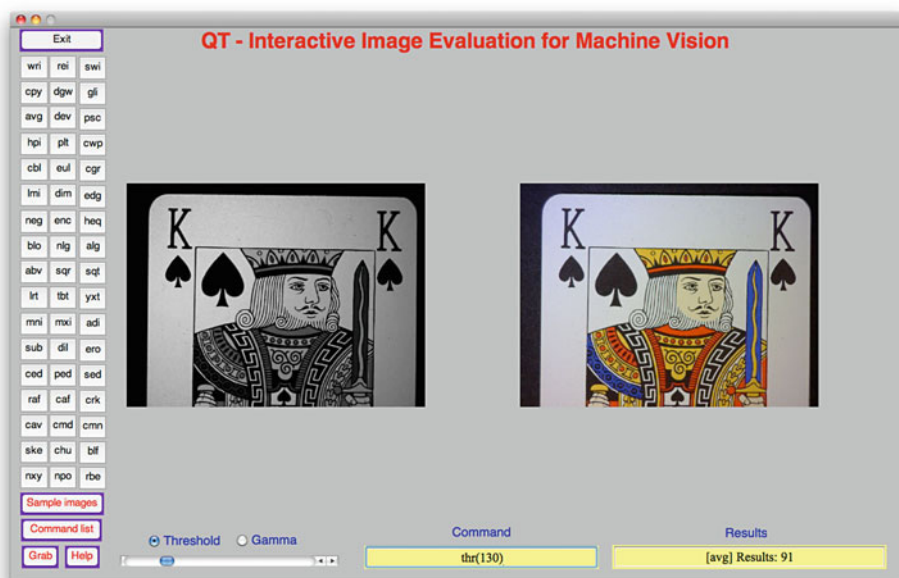 QT - Interactive Image Evaluation for Machine Vision
Exit
wri rei swi
cpy dgw gli
avg dev psc
hpi plt cwp
cbl eul cgr
lmi dim edg
neg enc heq
blo nlg alg
abv sqr sqt
lrt tbt yxt
mni mxi adi
sub dil ero
ced ped sed
raf caf crk
cav cmd cmn
ske chu blf
nxy npo rbe
Sample images
Command list
Grab Help
K K
K K
Threshold Gamma
Command
thr(130)
Results
[avg] Results: 91